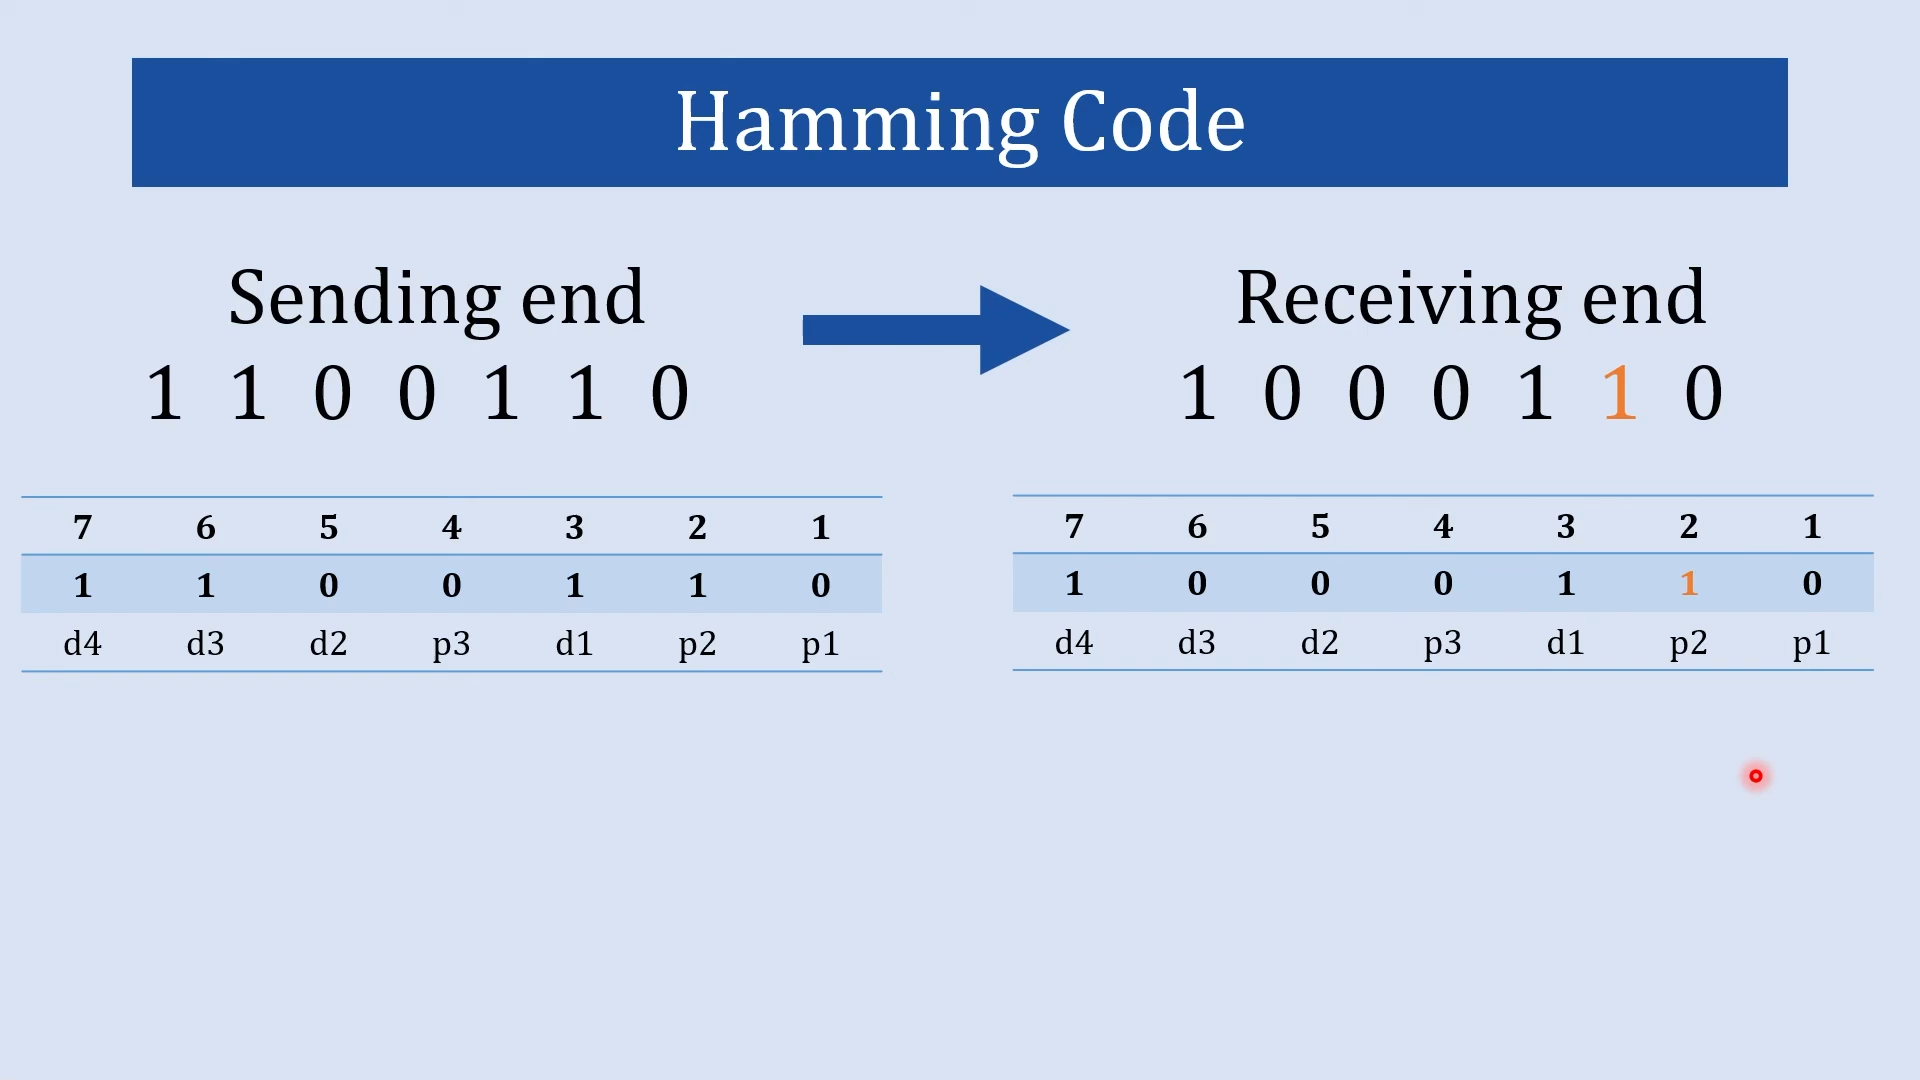 Hamming Code
Sending end
1 1 0 0 1 1 0
Receiving end
1 0 0 0 1 1 0
7 6 5 4 3 2 1
1 1 0 0 1 1 0
d4 d3 d2 p3 d1 p2 p1
7 6 5 4 3 2 1
1 0 0 0 1 1 0
d4 d3 d2 p3 d1 p2 p1